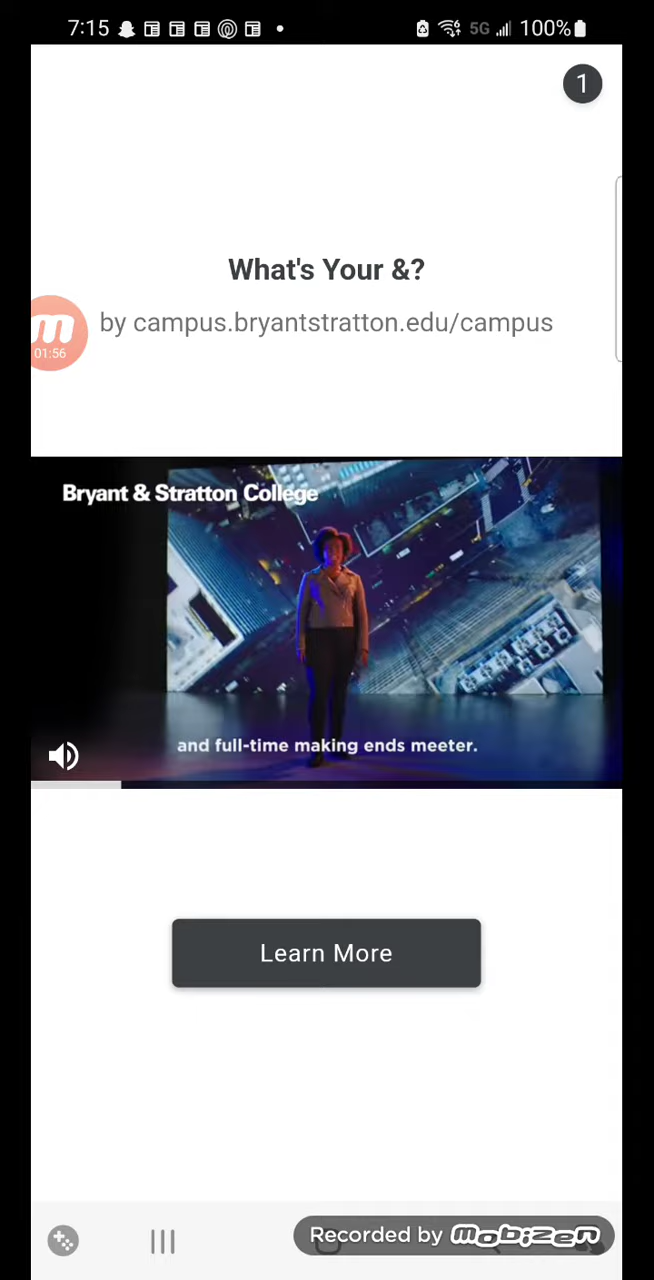 7:15 5G 100%
1
What's Your &?
by campus.bryantstratton.edu/campus
m
01:56
Bryant & Stratton College
and full-time making ends meeter.
Learn More
Recorded by mobizen